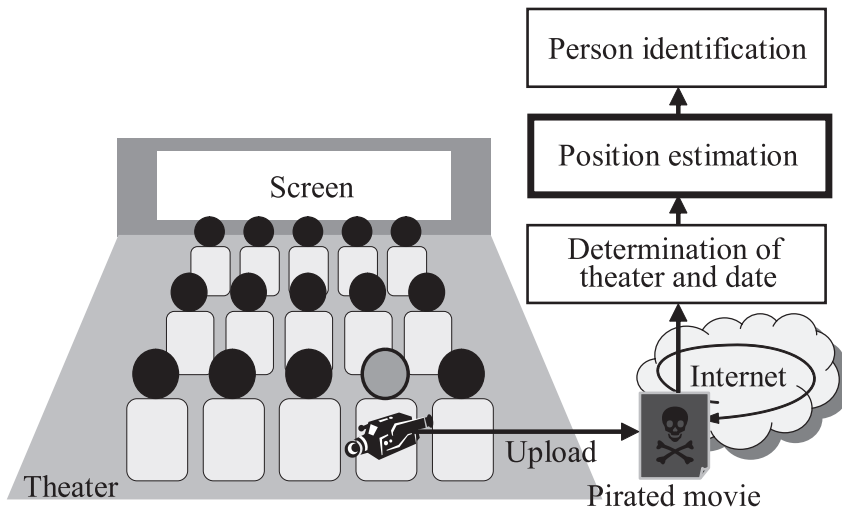 Person identification
Position estimation
Screen
Determination of
theater and date
Internet
Upload
Theater
Pirated movie